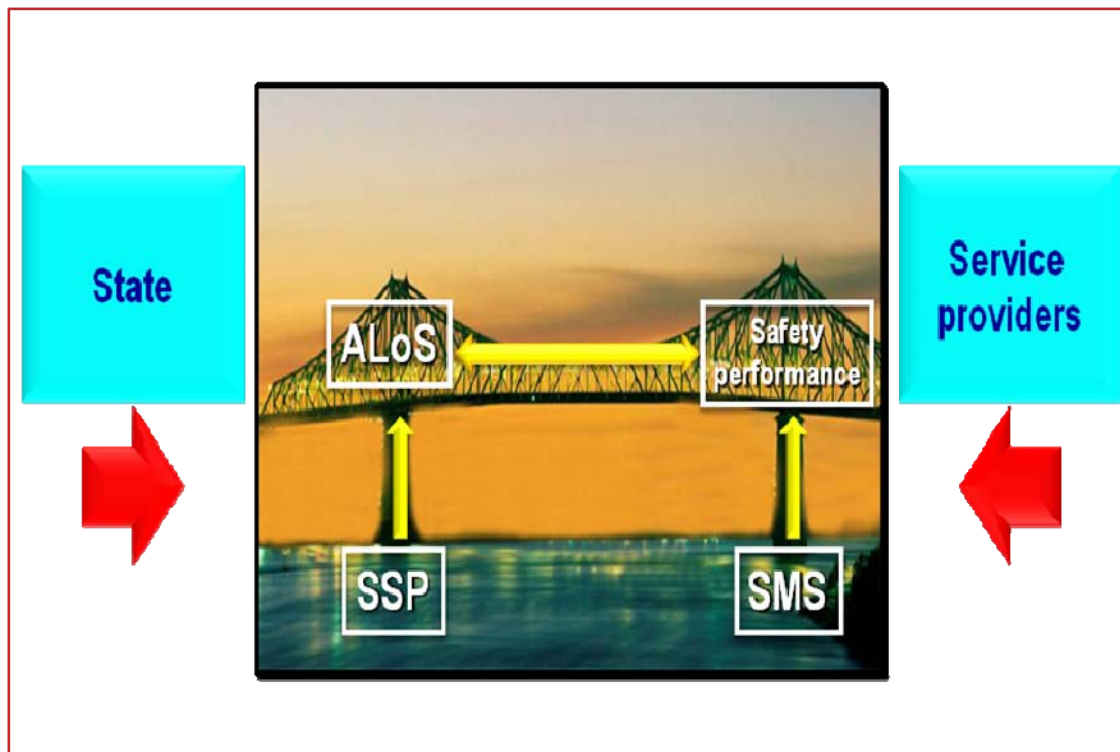 State
Service
providers
ALoS
Safety
performance
SSP
SMS